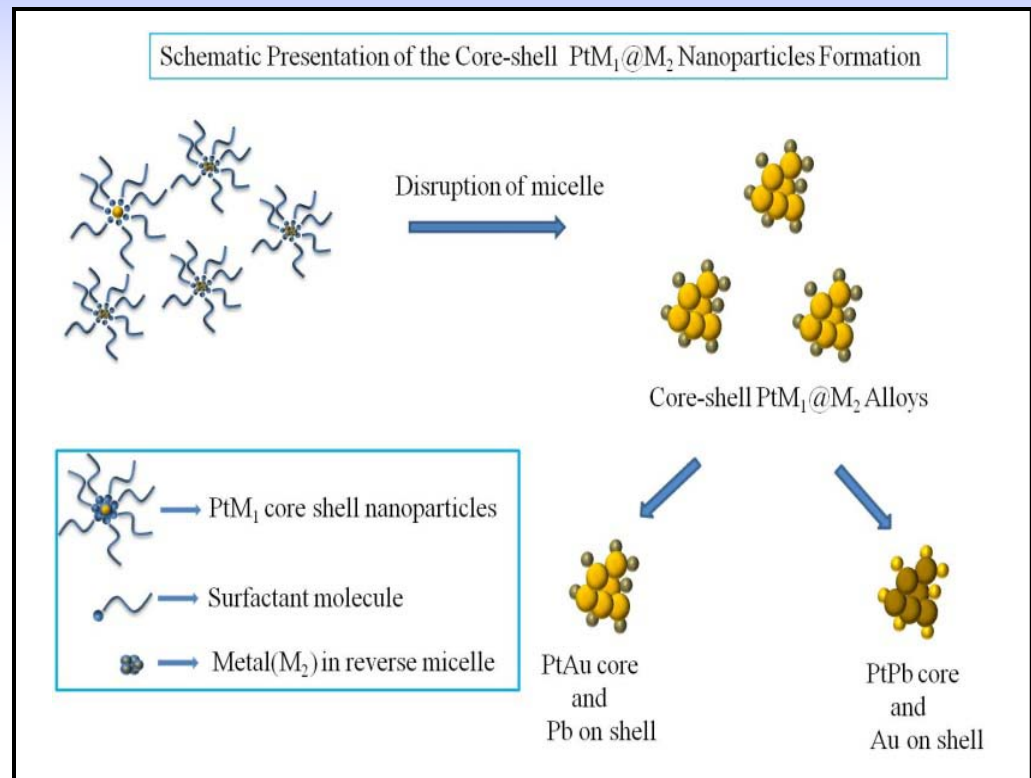 Schematic Presentation of the Core-shell PtM₁@M₂ Nanoparticles Formation
Disruption of micelle
Core-shell PtM₁@M₂ Alloys
PtM₁ core shell nanoparticles
Surfactant molecule
Metal(M₂) in reverse micelle
PtAu core
and
Pb on shell
PtPb core
and
Au on shell